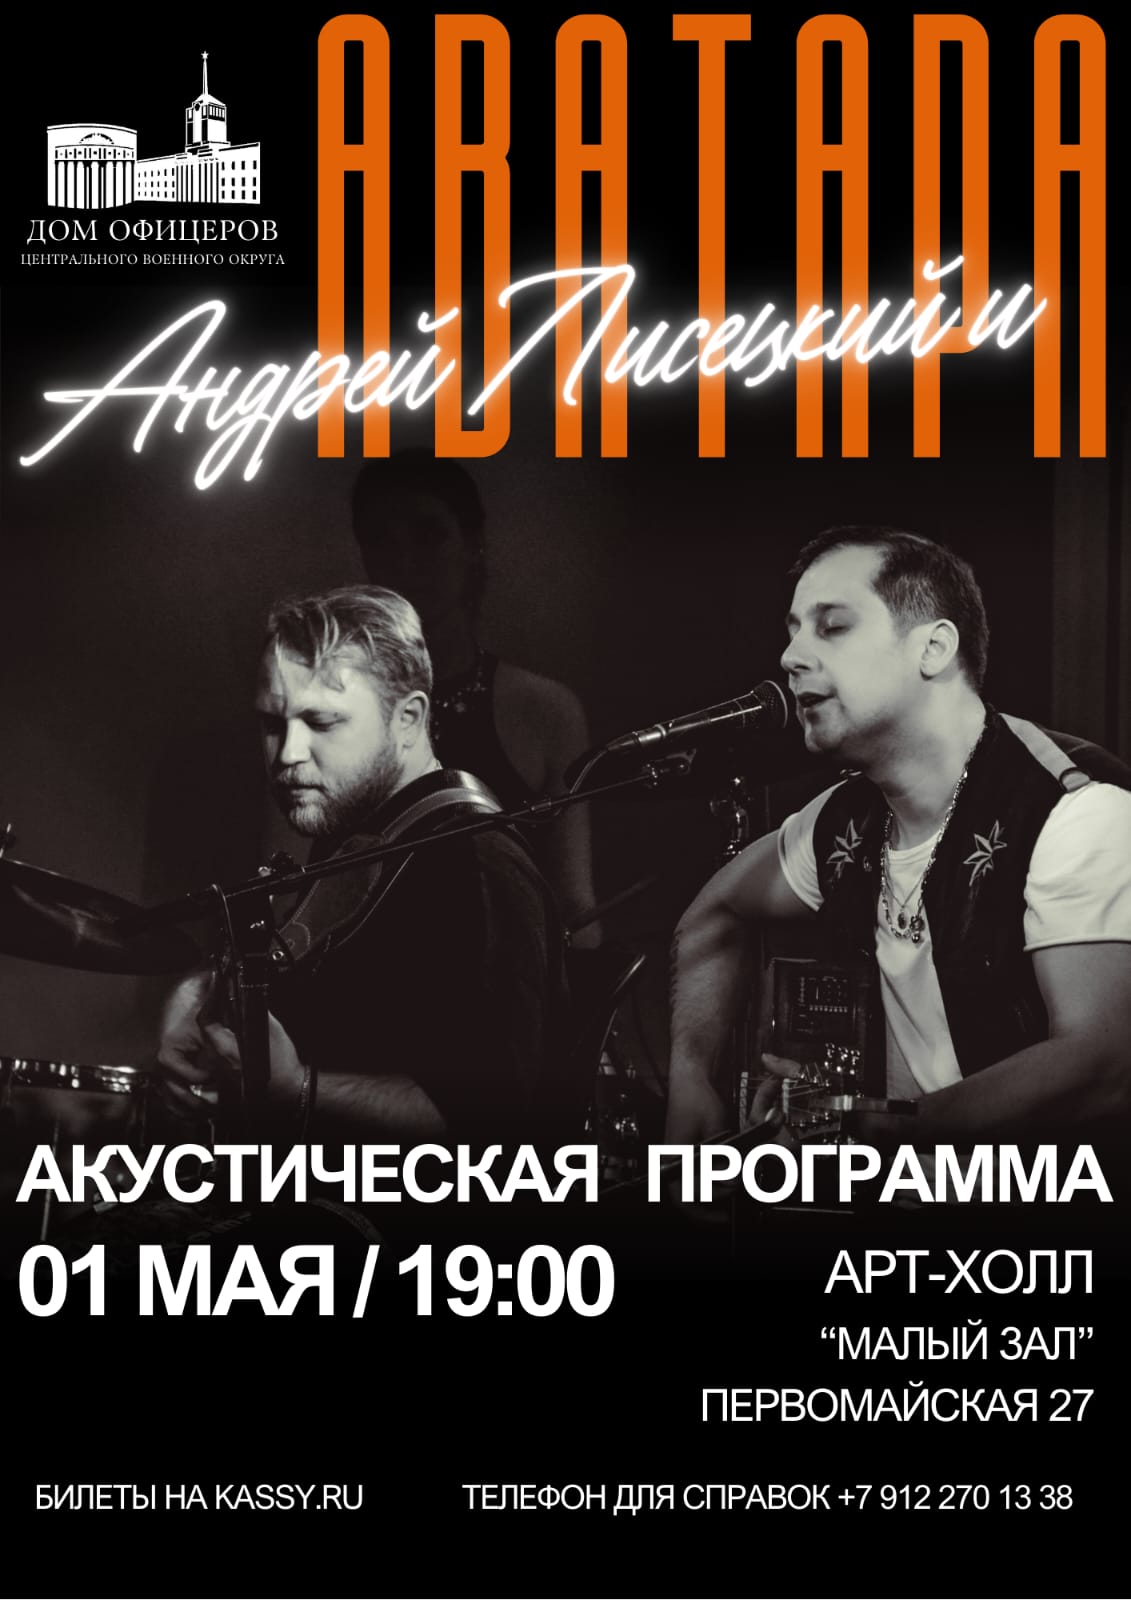 АВАТАРА
ДОМ ОФИЦЕРОВ
ЦЕНТРАЛЬНОГО ВОЕННОГО ОКРУГА
Андрей Лисецкий и
АКУСТИЧЕСКАЯ ПРОГРАММА
01 МАЯ / 19:00
АРТ-ХОЛЛ
“МАЛЫЙ ЗАЛ”
ПЕРВОМАЙСКАЯ 27
БИЛЕТЫ НА KASSY.RU
ТЕЛЕФОН ДЛЯ СПРАВОК +7 912 270 13 38